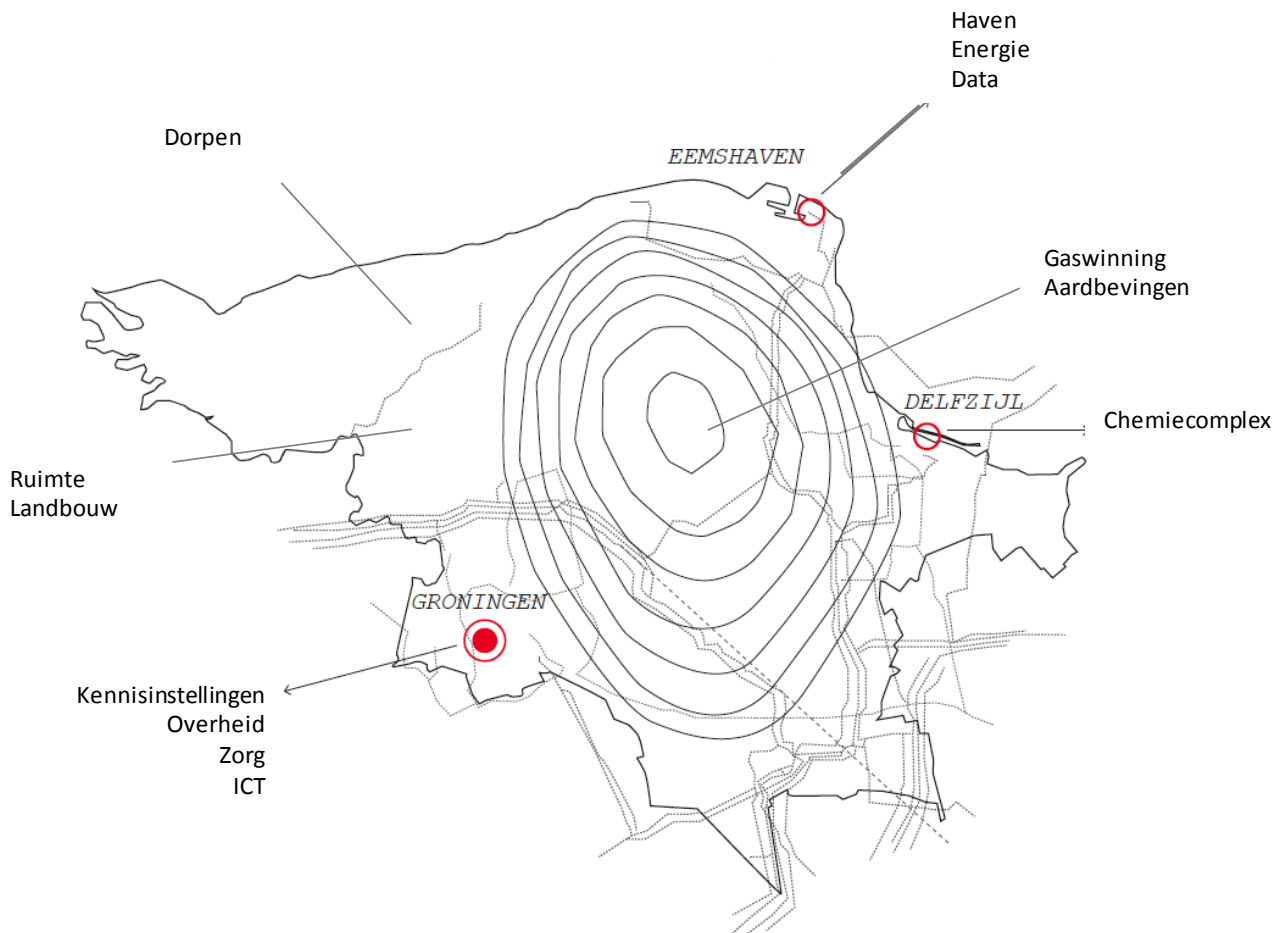 Haven
Energie
Data
Dorpen
EEMSHAVEN
Gaswinning
Aardbevingen
DELFZIJL
Chemiecomplex
Ruimte
Landbouw
GRONINGEN
Kennisinstellingen
Overheid
Zorg
ICT